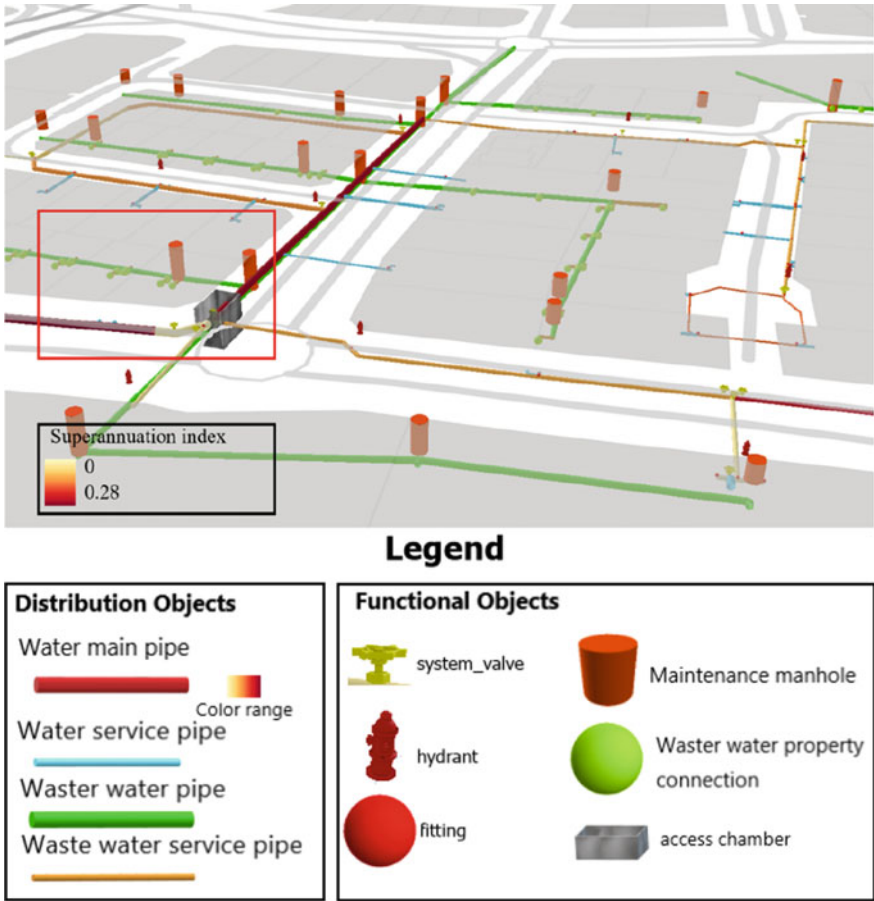 Superannuation index
0
0.28
Legend
Distribution Objects
Water main pipe
Color range
Water service pipe
Waster water pipe
Waste water service pipe
Functional Objects
system_valve
hydrant
fitting
Maintenance manhole
Waster water property
connection
access chamber